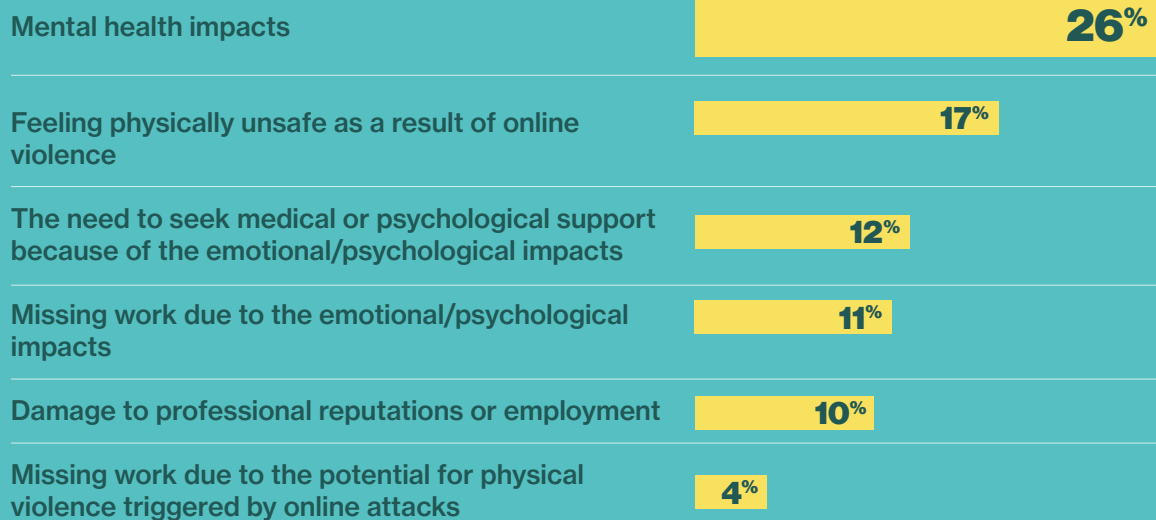 Mental health impacts
26%
Feeling physically unsafe as a result of online
violence
17%
The need to seek medical or psychological support
because of the emotional/psychological impacts
12%
Missing work due to the emotional/psychological
impacts
11%
Damage to professional reputations or employment
10%
Missing work due to the potential for physical
violence triggered by online attacks
4%